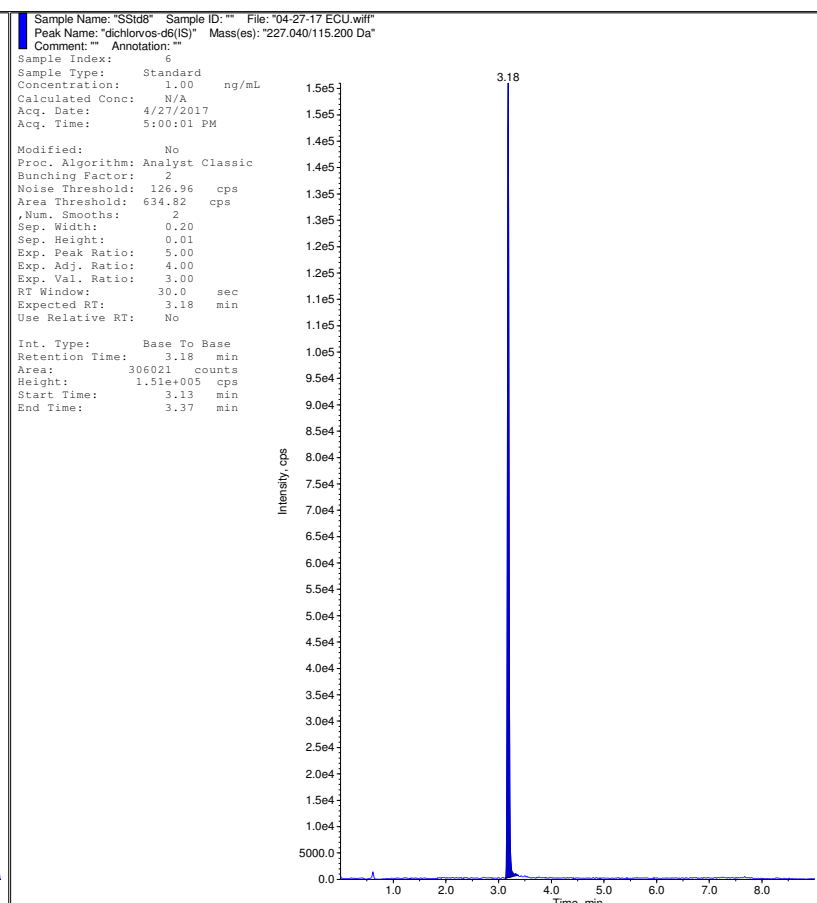 Sample Name: "SStd8" Sample ID: "" File: "04-27-17 ECU.wiff"
Peak Name: "dichlorvos-d6(IS)" Mass(es): "227.040/115.200 Da"
Comment: "" Annotation: ""
Sample Index: 6
Sample Type: Standard
Concentration: 1.00 ng/mL
Calculated Conc: N/A
Acq. Date: 4/27/2017
Acq. Time: 5:00:01 PM
Modified: No
Proc. Algorithm: Analyst Classic
Bunching Factor: 2
Noise Threshold: 126.96 cps
Area Threshold: 634.82 cps
,Num. Smooths: 2
Sep. Width: 0.20
Sep. Height: 0.01
Exp. Peak Ratio: 5.00
Exp. Adj. Ratio: 4.00
Exp. Val. Ratio: 3.00
RT Window: 30.0 sec
Expected RT: 3.18 min
Use Relative RT: No
Int. Type: Base To Base
Retention Time: 3.18 min
Area: 306021 counts
Height: 1.51e+005 cps
Start Time: 3.13 min
End Time: 3.37 min
3.18
1.5e5
1.5e5
1.4e5
1.4e5
1.3e5
1.3e5
1.2e5
1.2e5
1.1e5
1.1e5
1.0e5
9.5e4
9.0e4
8.5e4
8.0e4
7.5e4
7.0e4
6.5e4
6.0e4
5.5e4
5.0e4
4.5e4
4.0e4
3.5e4
3.0e4
2.5e4
2.0e4
1.5e4
1.0e4
5000.0
0.0
Intensity, cps
1.0 2.0 3.0 4.0 5.0 6.0 7.0 8.0
Time, min